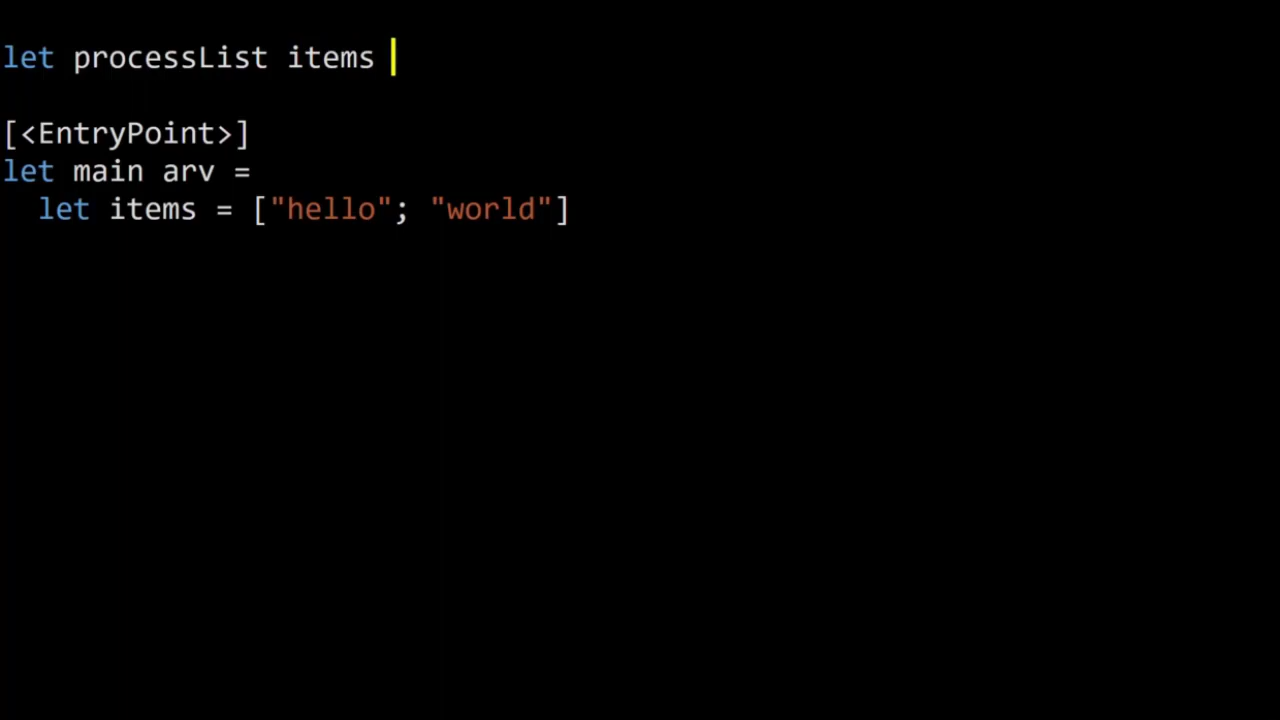 let processList items
[<EntryPoint>]
let main arv =
let items = ["hello"; "world"]